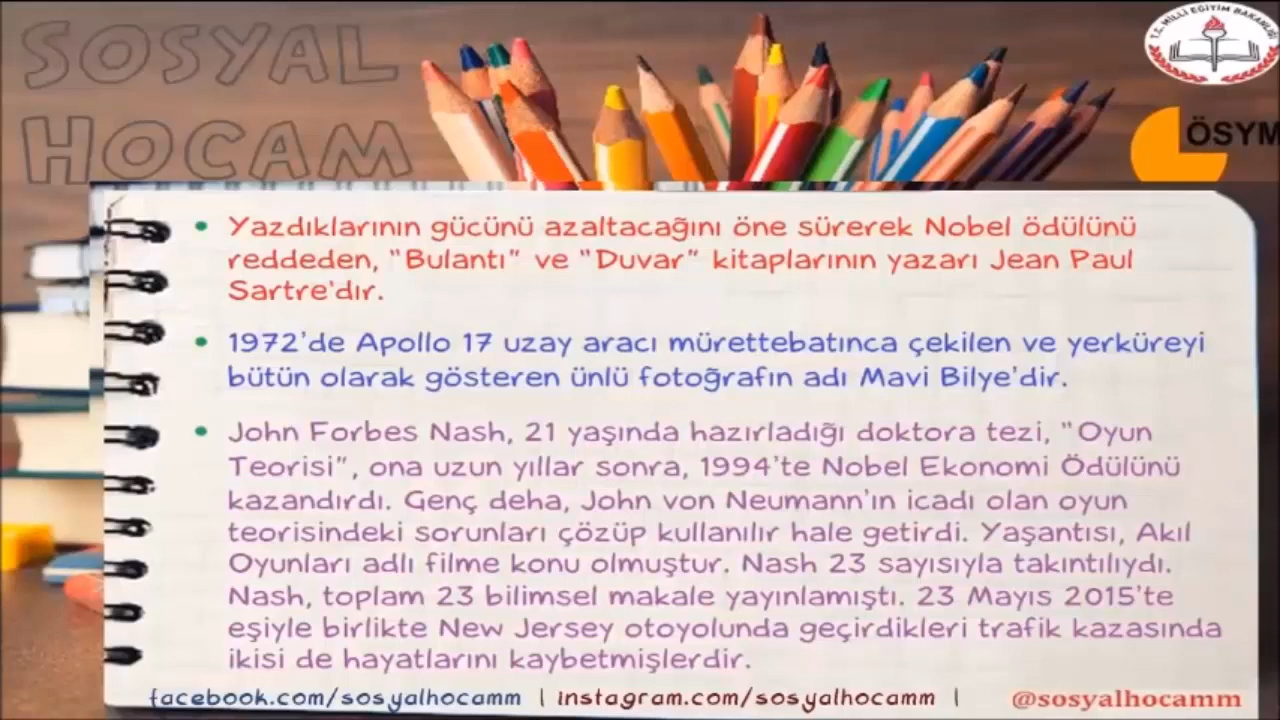 SOSYAL
HOCAM
T.C. MİLLİ EĞİTİM BAKANLIĞI
ÖSYM
• Yazdıklarının gücünü azaltacağını öne sürerek Nobel ödülünü
reddeden, "Bulantı" ve "Duvar" kitaplarının yazarı Jean Paul
Sartre'dır.
• 1972'de Apollo 17 uzay aracı mürettebatınca çekilen ve yerküreyi
bütün olarak gösteren ünlü fotoğrafın adı Mavi Bilye'dir.
• John Forbes Nash, 21 yaşında hazırladığı doktora tezi, "Oyun
Teorisi", ona uzun yıllar sonra, 1994'te Nobel Ekonomi Ödülünü
kazandırdı. Genç deha, John von Neumann'ın icadı olan oyun
teorisindeki sorunları çözüp kullanılır hale getirdi. Yaşantısı, Akıl
Oyunları adlı filme konu olmuştur. Nash 23 sayısıyla takıntılıydı.
Nash, toplam 23 bilimsel makale yayınlamıştı. 23 Mayıs 2015'te
eşiyle birlikte New Jersey otoyolunda geçirdikleri trafik kazasında
ikisi de hayatlarını kaybetmişlerdir.
facebook.com/sosyalhocamm | instagram.com/sosyalhocamm | @sosyalhocamm